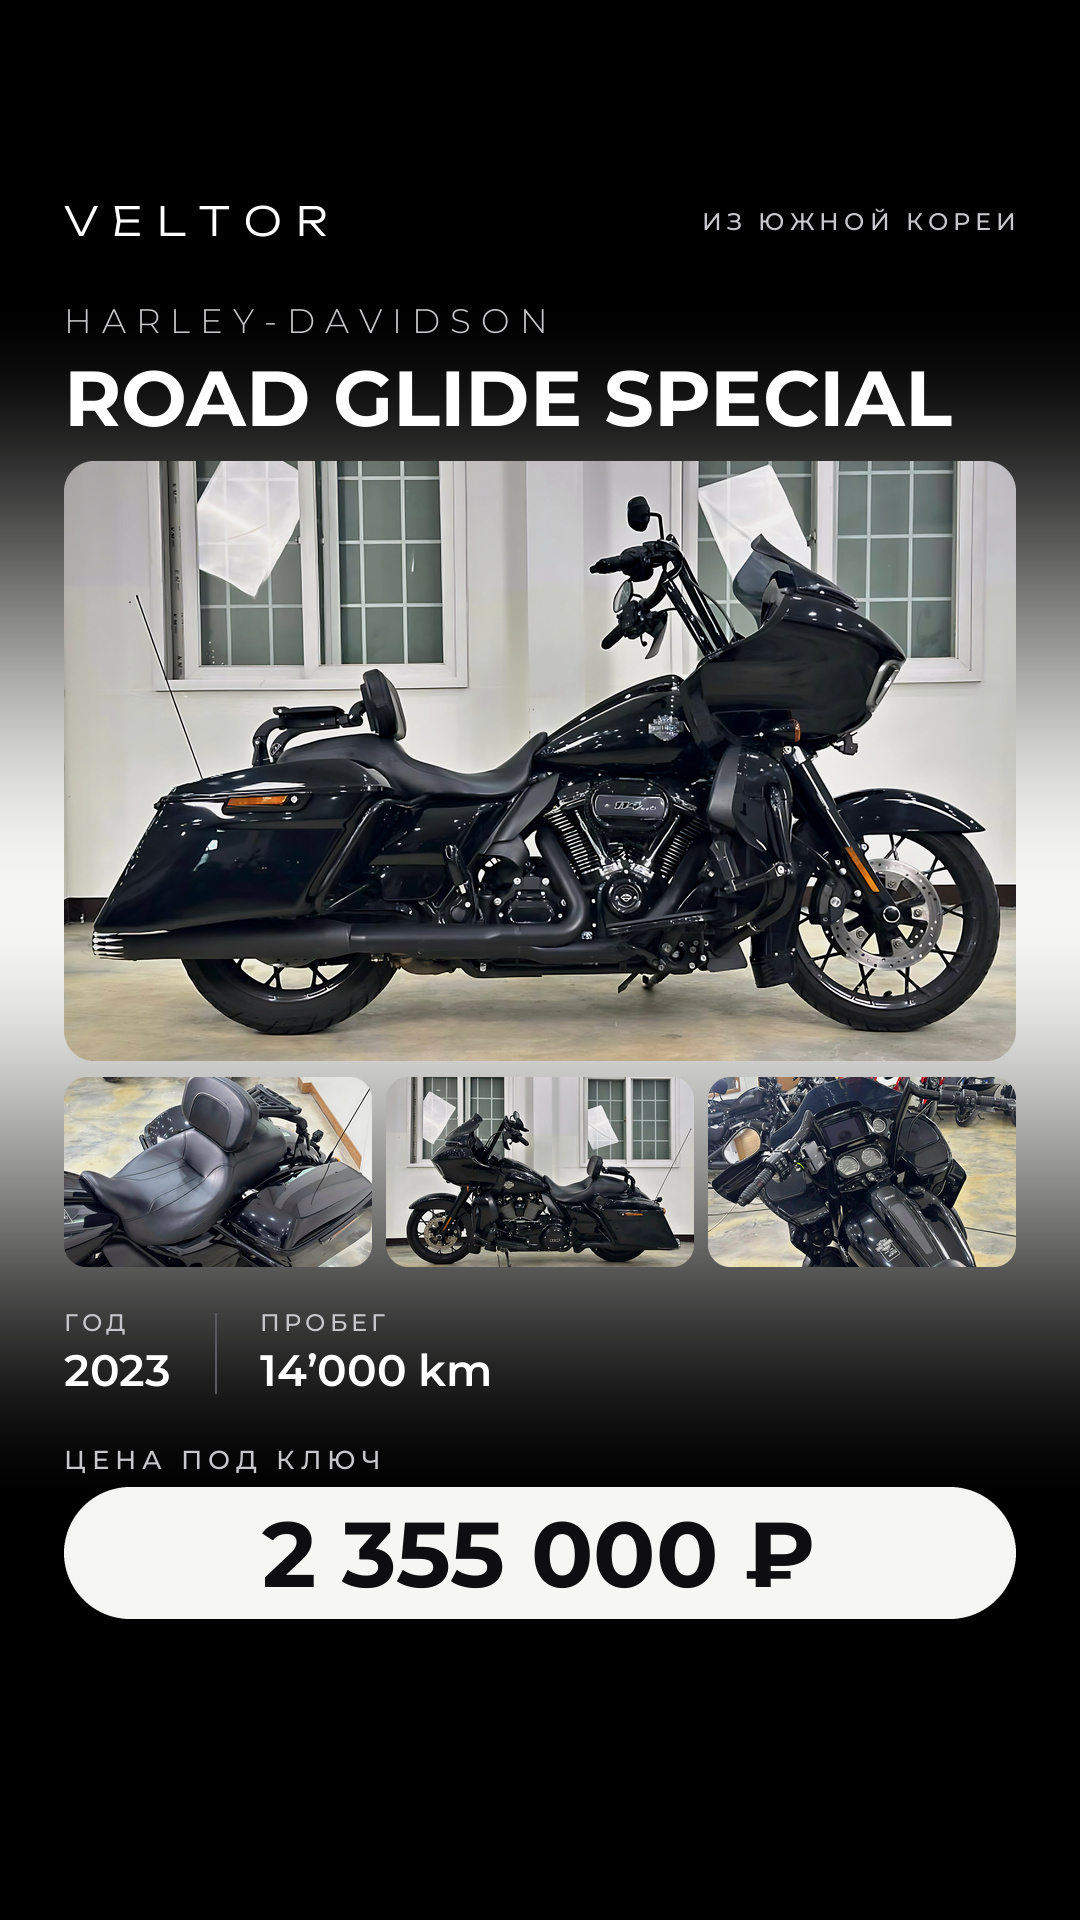 VELTOR
ИЗ ЮЖНОЙ КОРЕИ
HARLEY-DAVIDSON
ROAD GLIDE SPECIAL
114
ГОД
2023
ПРОБЕГ
14’000 km
ЦЕНА ПОД КЛЮЧ
2 355 000 ₽